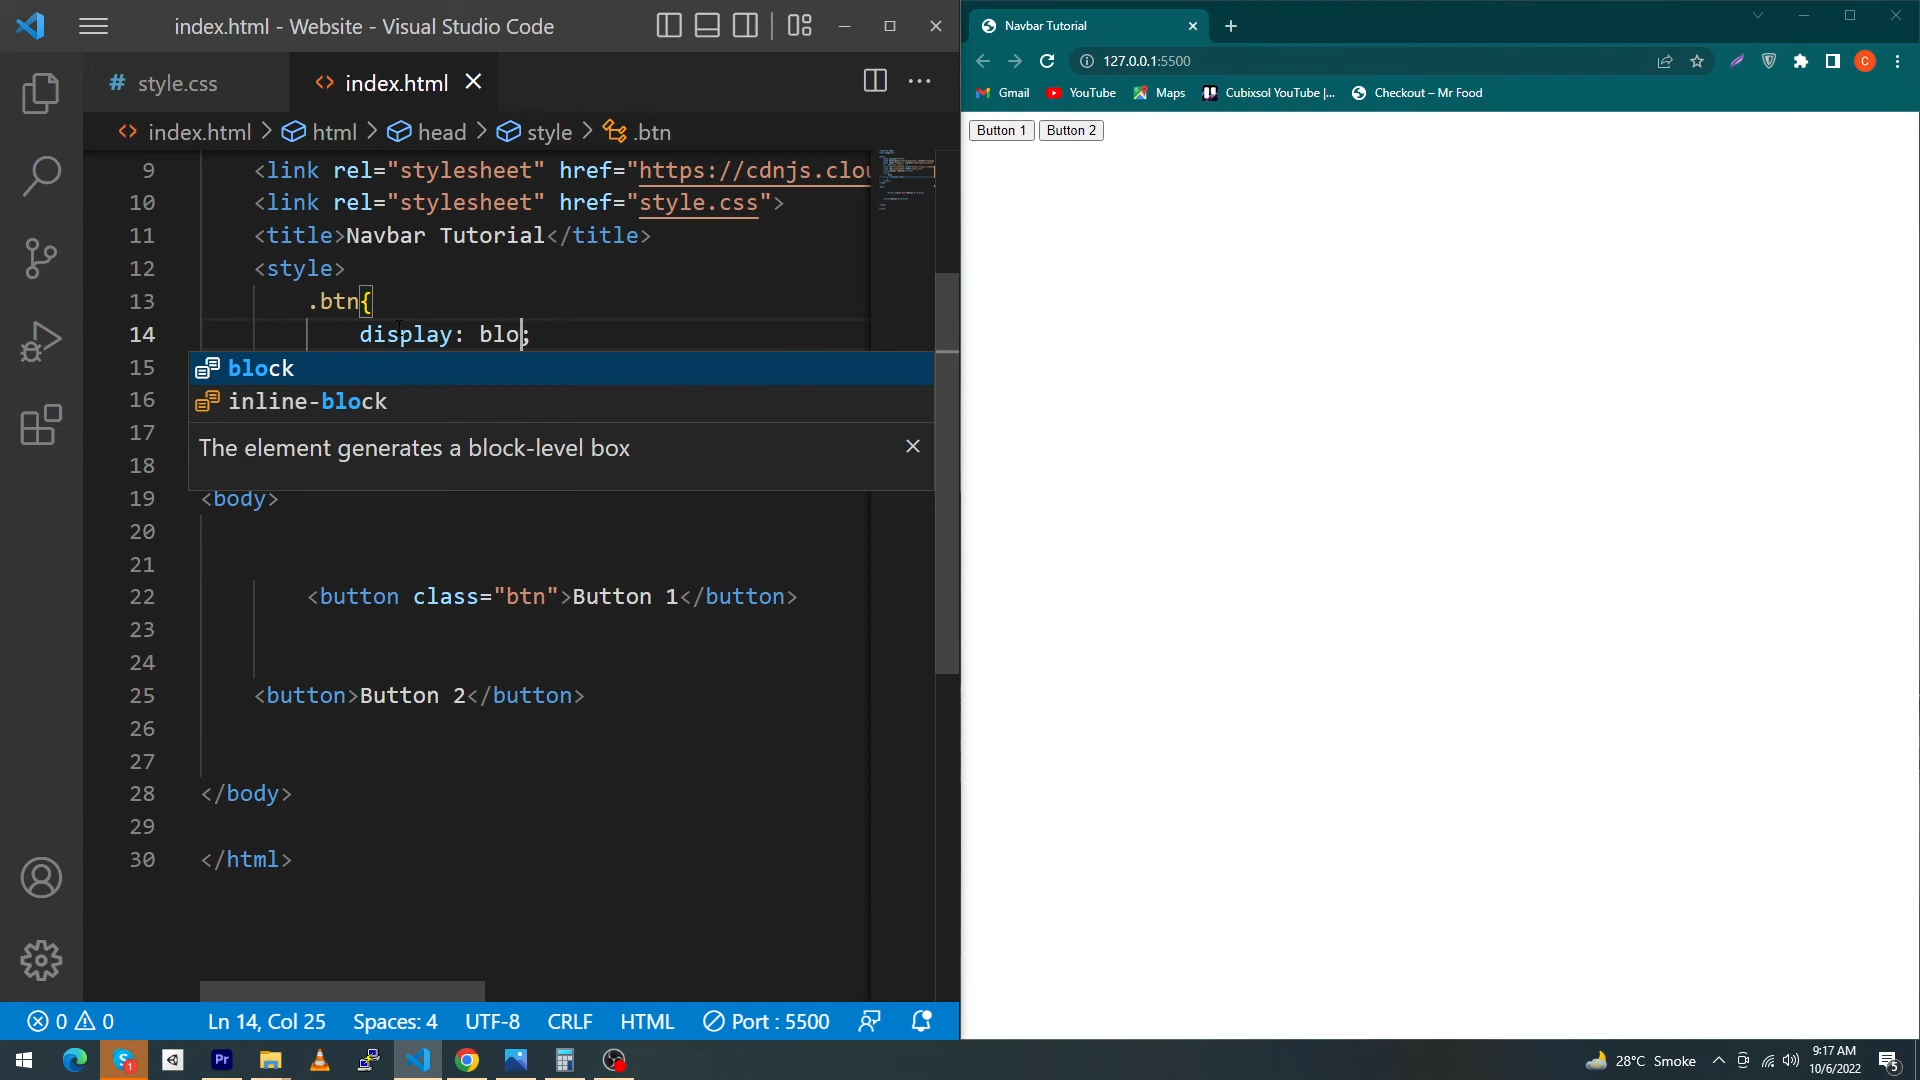 index.html - Website - Visual Studio Code
style.css
index.html
index.html > html > head > style > .btn
9 <link rel="stylesheet" href="https://cdnjs.clou
10 <link rel="stylesheet" href="style.css">
11 <title>Navbar Tutorial</title>
12 <style>
13 .btn{
14 display: blo;
15 block
16 inline-block
17 The element generates a block-level box
18
19 <body>
20
21
22 <button class="btn">Button 1</button>
23
24
25 <button>Button 2</button>
26
27
28 </body>
29
30 </html>
0 0 Ln 14, Col 25 Spaces: 4 UTF-8 CRLF HTML Port : 5500
Navbar Tutorial
127.0.0.1:5500
C
Gmail YouTube Maps Cubixsol YouTube |... Checkout – Mr Food
Button 1 Button 2
S 1 Pr
28°C Smoke
9:17 AM
10/6/2022
5